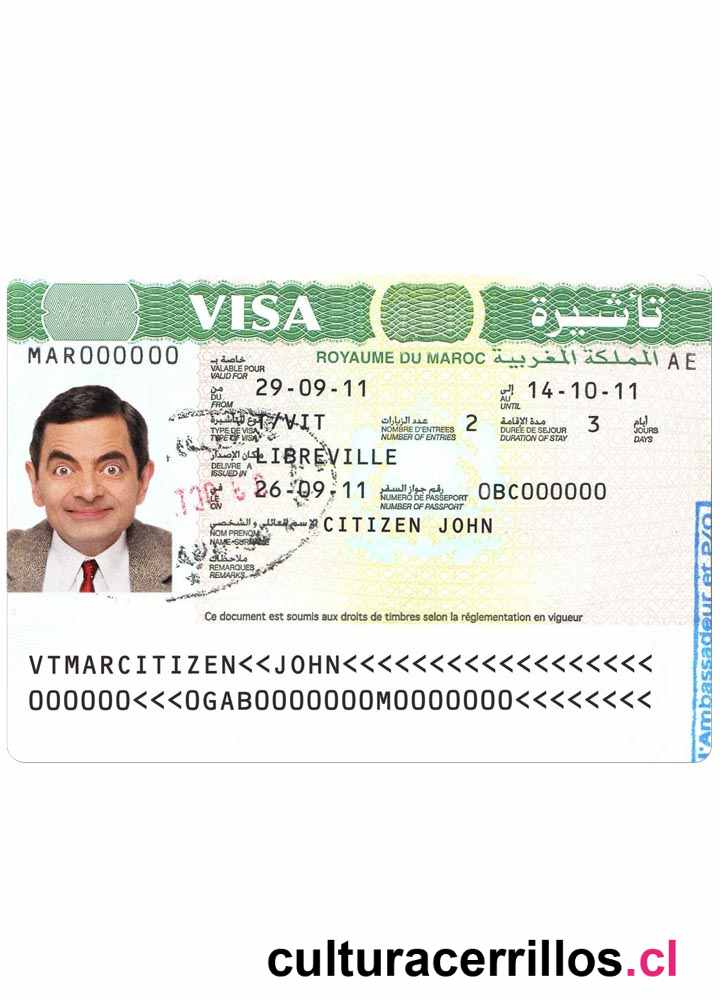 VISA تأشيرة
MAR000000
ROYAUME DU MAROC المملكة المغربية AE
خاصة بـ
VALABLE POUR
VALID FOR
من
DU
FROM
29-09-11
إلى
AU
UNTIL
14-10-11
TYPE DE VISA
TYPE OF VISA
T/VIT
عدد الزيارات
NOMBRE D'ENTREES
NUMBER OF ENTRIES
2
مدة الإقامة
DUREE DE SEJOUR
DURATION OF STAY
3
أيام
JOURS
DAYS
مكان الإصدار
DELIVRE A
ISSUED IN
LIBREVILLE
في
LE
ON
26-09-11
رقم جواز السفر
NUMERO DE PASSEPORT
NUMBER OF PASSPORT
OBC000000
الإسم العائلي و الشخصي
NOM PRENOM
NAME-SURNAME
CITIZEN JOHN
ملاحظات
REMARQUES
REMARKS
Ce document est soumis aux droits de timbres selon la réglementation en vigueur
VTMARCITIZEN<<JOHN<<<<<<<<<<<<<<<<<<
000000<<<0GAB0000000M0000000<<<<<<<<
l'Ambassadeur et P/O
culturacerrillos.cl